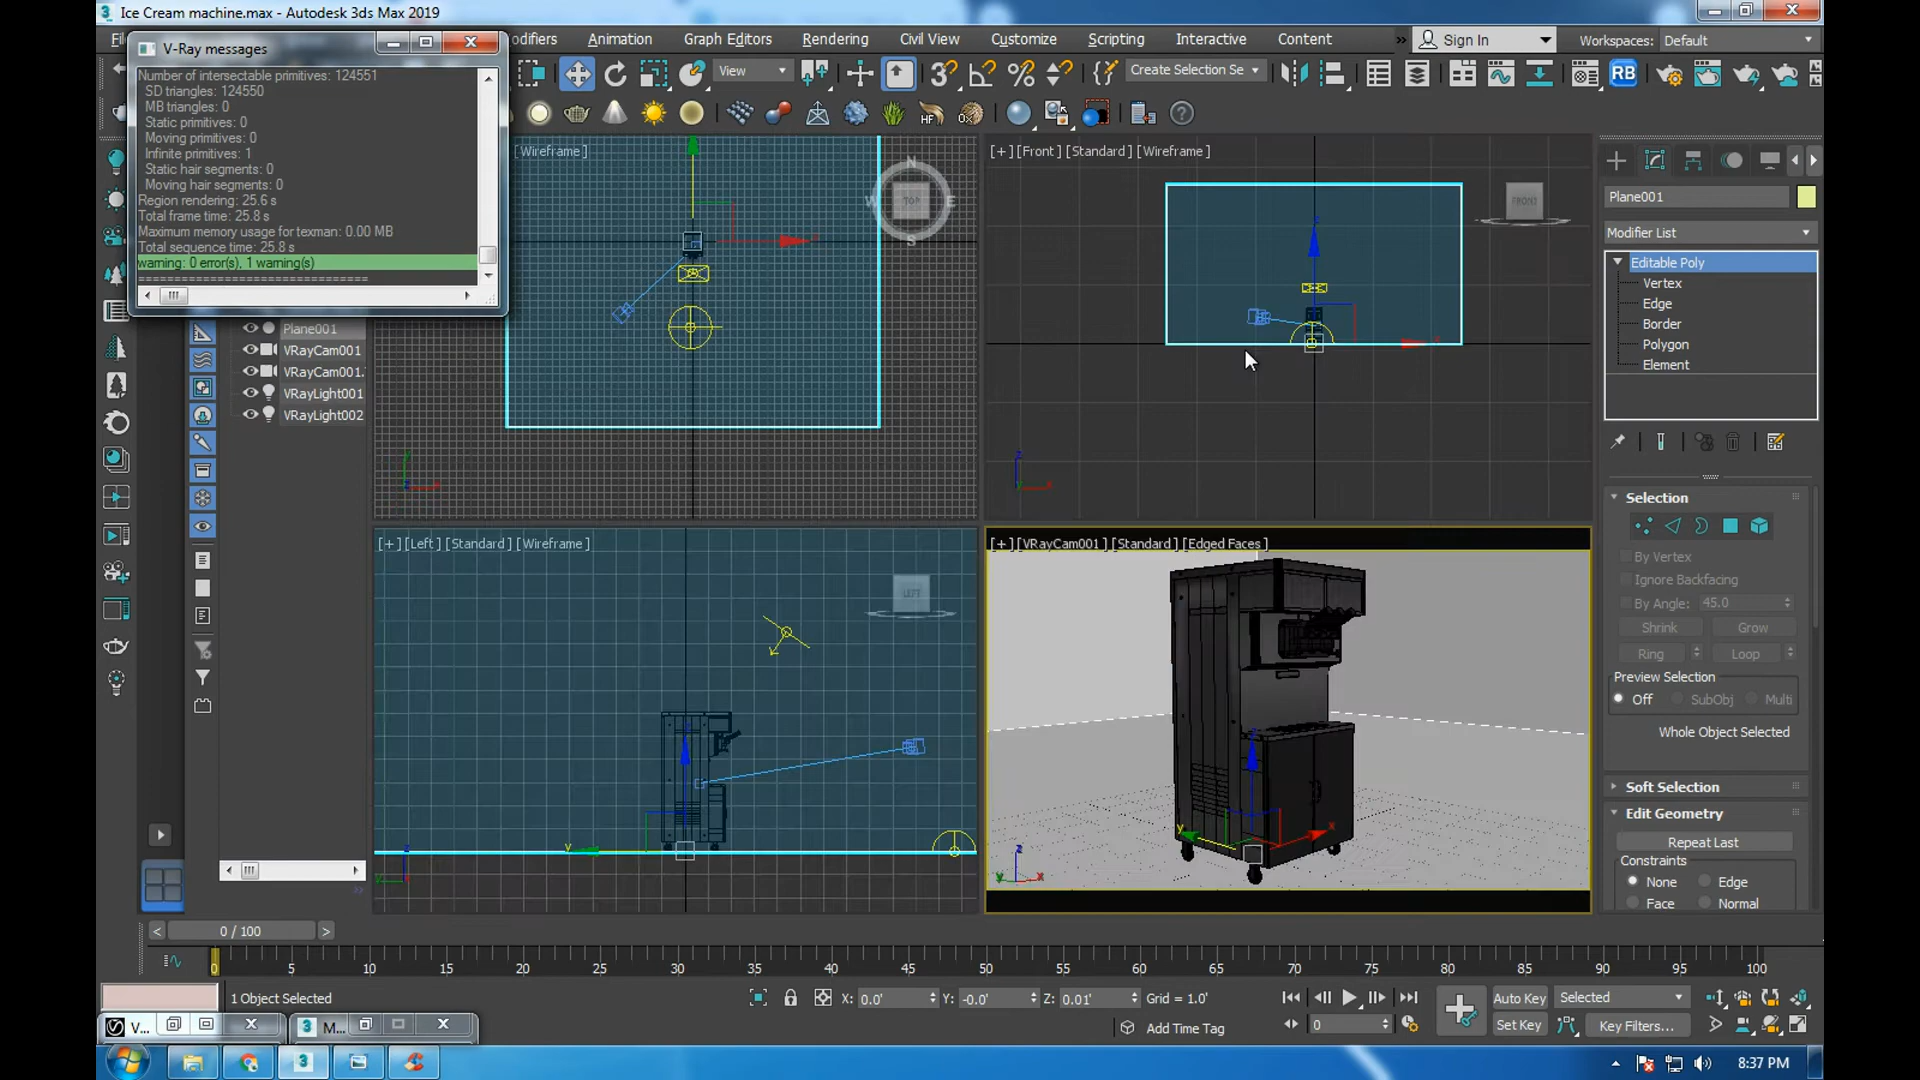 Ice Cream machine.max - Autodesk 3ds Max 2019
V-Ray messages
Number of intersectable primitives: 124551
SD triangles: 124550
MB triangles: 0
Static primitives: 0
Moving primitives: 0
Infinite primitives: 1
Static hair segments: 0
Moving hair segments: 0
Region rendering: 25.6 s
Total frame time: 25.8 s
Maximum memory usage for texman: 0.00 MB
Total sequence time: 25.8 s
warning: 0 error(s), 1 warning(s)
==============================
Animation Graph Editors Rendering Civil View Customize Scripting Interactive Content
Sign In
Workspaces: Default
View
Create Selection Se
RB
HF
OX
[Wireframe ]
TOP
N
W E
S
[+] [Front ] [Standard ] [Wireframe ]
FRONT
Plane001
VRayCam001
VRayCam001.
VRayLight001
VRayLight002
[+] [Left ] [Standard ] [Wireframe ]
LEFT
[+] [VRayCam001 ] [Standard ] [Edged Faces ]
Plane001
Modifier List
Editable Poly
Vertex
Edge
Border
Polygon
Element
Selection
By Vertex
Ignore Backfacing
By Angle: 45.0
Shrink Grow
Ring Loop
Preview Selection
Off SubObj Multi
Whole Object Selected
Soft Selection
Edit Geometry
Repeat Last
Constraints
None Edge
Face Normal
0 / 100
0 5 10 15 20 25 30 35 40 45 50 55 60 65 70 75 80 85 90 95 100
1 Object Selected
X: 0.0' Y: -0.0' Z: 0.01' Grid = 1.0'
Add Time Tag
0
Auto Key
Selected
Set Key
Key Filters...
V...
3 M...
8:37 PM